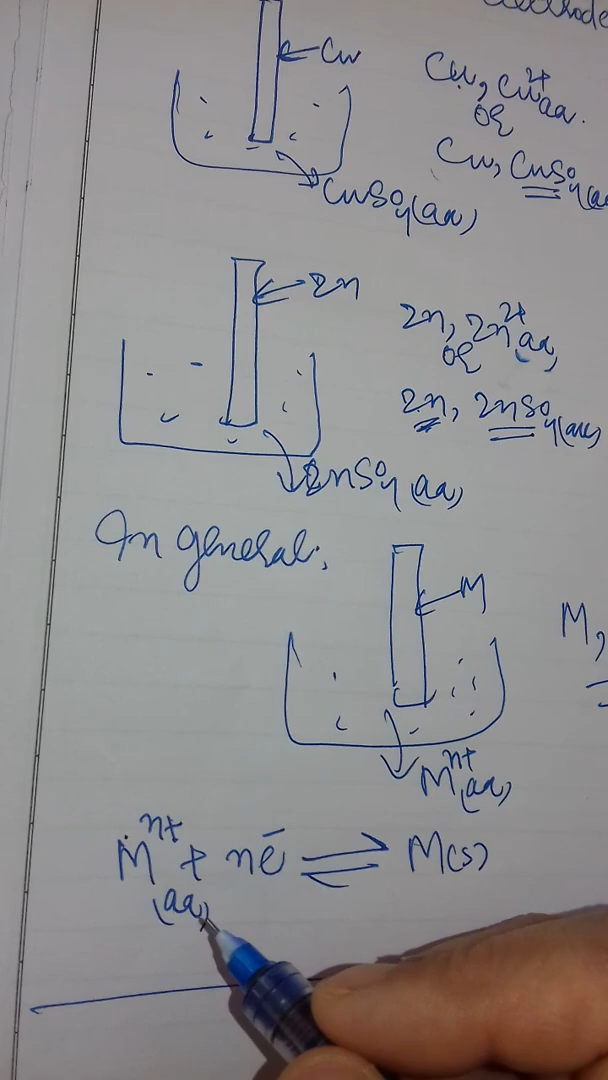 Electrode
Cu
Cu, Cu²⁺aq.
OR
Cu, CuSO₄(aq
CuSO₄(aq)
Zn
Zn, Zn²⁺aq,
OR
Zn, ZnSO₄(aq)
ZnSO₄(aq)
In general,
M
M,
Mⁿ⁺(aq)
Mⁿ⁺ + ne⁻ ⇌ M(s)
(aq)